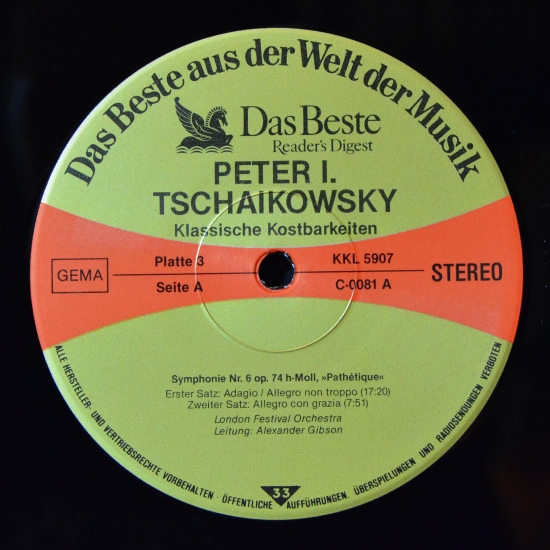 Das Beste aus der Welt der Musik
Das Beste
Reader's Digest
PETER I.
TSCHAIKOWSKY
Klassische Kostbarkeiten
GEMA
Platte 3
Seite A
KKL 5907
C-0081 A
STEREO
Symphonie Nr. 6 op. 74 h-Moll, »Pathétique«
Erster Satz: Adagio / Allegro non troppo (17:20)
Zweiter Satz: Allegro con grazia (7:51)
London Festival Orchestra
Leitung: Alexander Gibson
ALLE HERSTELLER- UND VERTRIEBSRECHTE VORBEHALTEN · ÖFFENTLICHE AUFFÜHRUNGEN, ÜBERSPIELUNGEN UND RADIOSENDUNGEN VERBOTEN
33